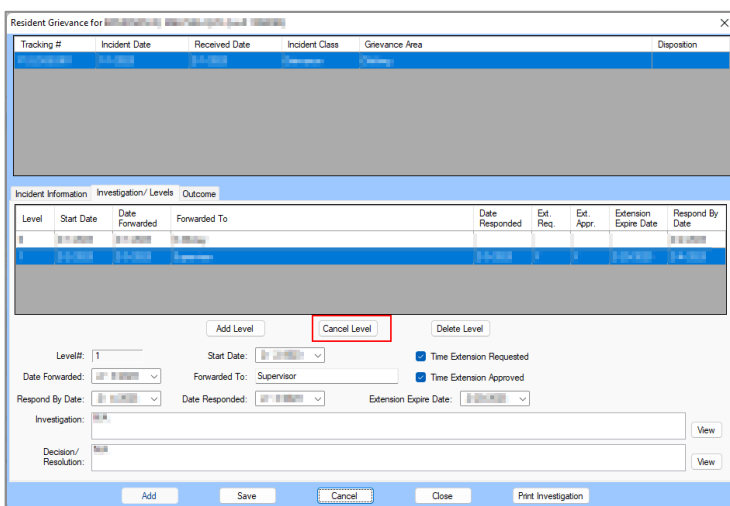 Resident Grievance for
Tracking # Incident Date Received Date Incident Class Grievance Area Disposition
Incident Information Investigation/ Levels Outcome
Level Start Date Date Forwarded Forwarded To Date Responded Ext. Req. Ext. Appr. Extension Expire Date Respond By Date
Add Level Cancel Level Delete Level
Level#: 1 Start Date: Time Extension Requested
Date Forwarded: Forwarded To: Supervisor Time Extension Approved
Respond By Date: Date Responded: Extension Expire Date:
Investigation:
View
Decision/
Resolution:
View
Add Save Cancel Close Print Investigation